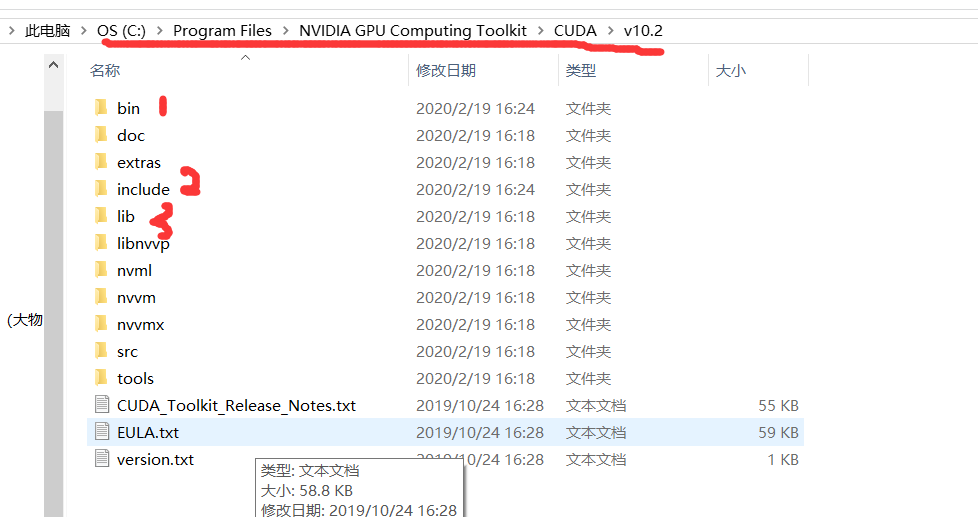 此电脑 > OS (C:) > Program Files > NVIDIA GPU Computing Toolkit > CUDA > v10.2
名称 修改日期 类型 大小
bin 1 2020/2/19 16:24 文件夹
doc 2020/2/19 16:18 文件夹
extras 2020/2/19 16:18 文件夹
include 2 2020/2/19 16:24 文件夹
lib 3 2020/2/19 16:18 文件夹
libnvvp 2020/2/19 16:18 文件夹
nvml 2020/2/19 16:18 文件夹
nvvm 2020/2/19 16:18 文件夹
(大物
nvvmx 2020/2/19 16:18 文件夹
src 2020/2/19 16:18 文件夹
tools 2020/2/19 16:18 文件夹
CUDA_Toolkit_Release_Notes.txt 2019/10/24 16:28 文本文档 55 KB
EULA.txt 2019/10/24 16:28 文本文档 59 KB
version.txt 2019/10/24 16:28 文本文档 1 KB
类型: 文本文档
大小: 58.8 KB
修改日期: 2019/10/24 16:28